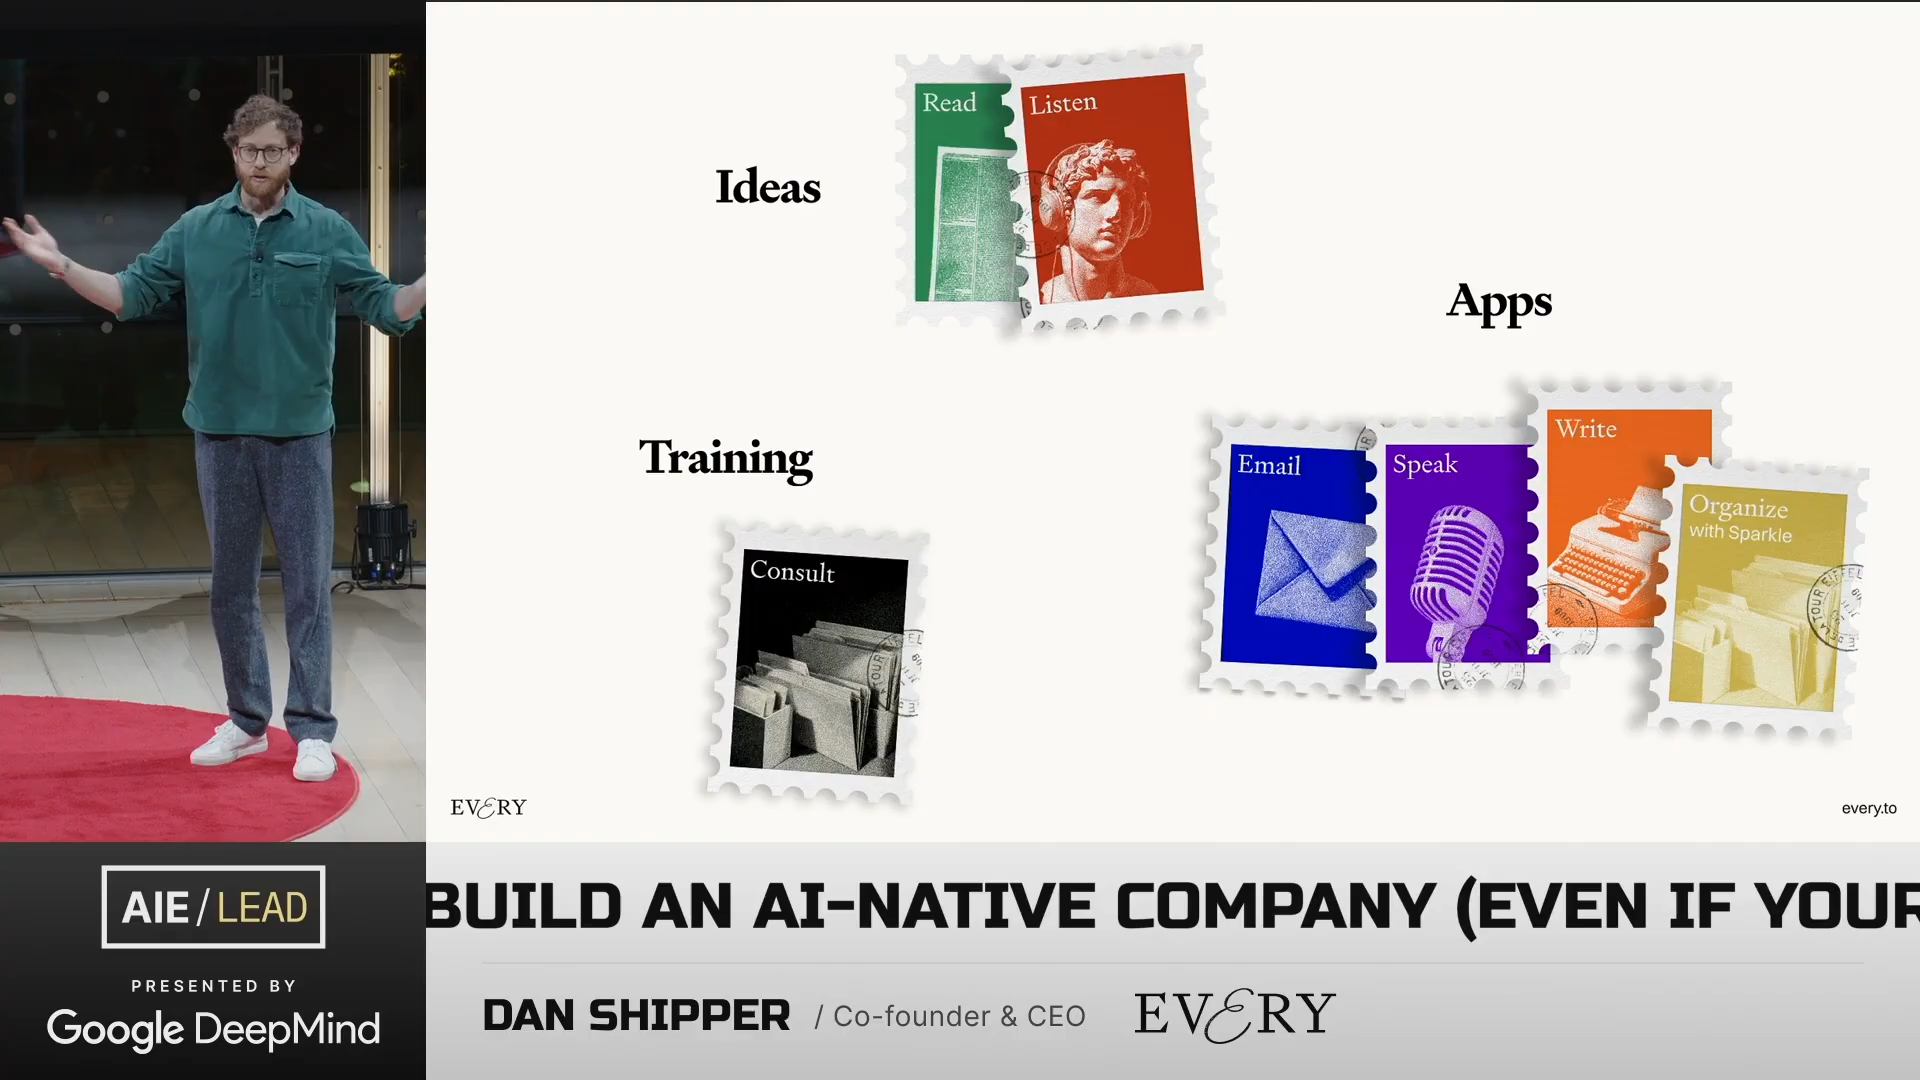 Read
Listen
Ideas
Apps
Training
Write
Email
Speak
Organize
with Sparkle
Consult
EVERY
every.to
BUILD AN AI-NATIVE COMPANY (EVEN IF YOUR
AIE/LEAD
PRESENTED BY
Google DeepMind
DAN SHIPPER / Co-founder & CEO EVERY